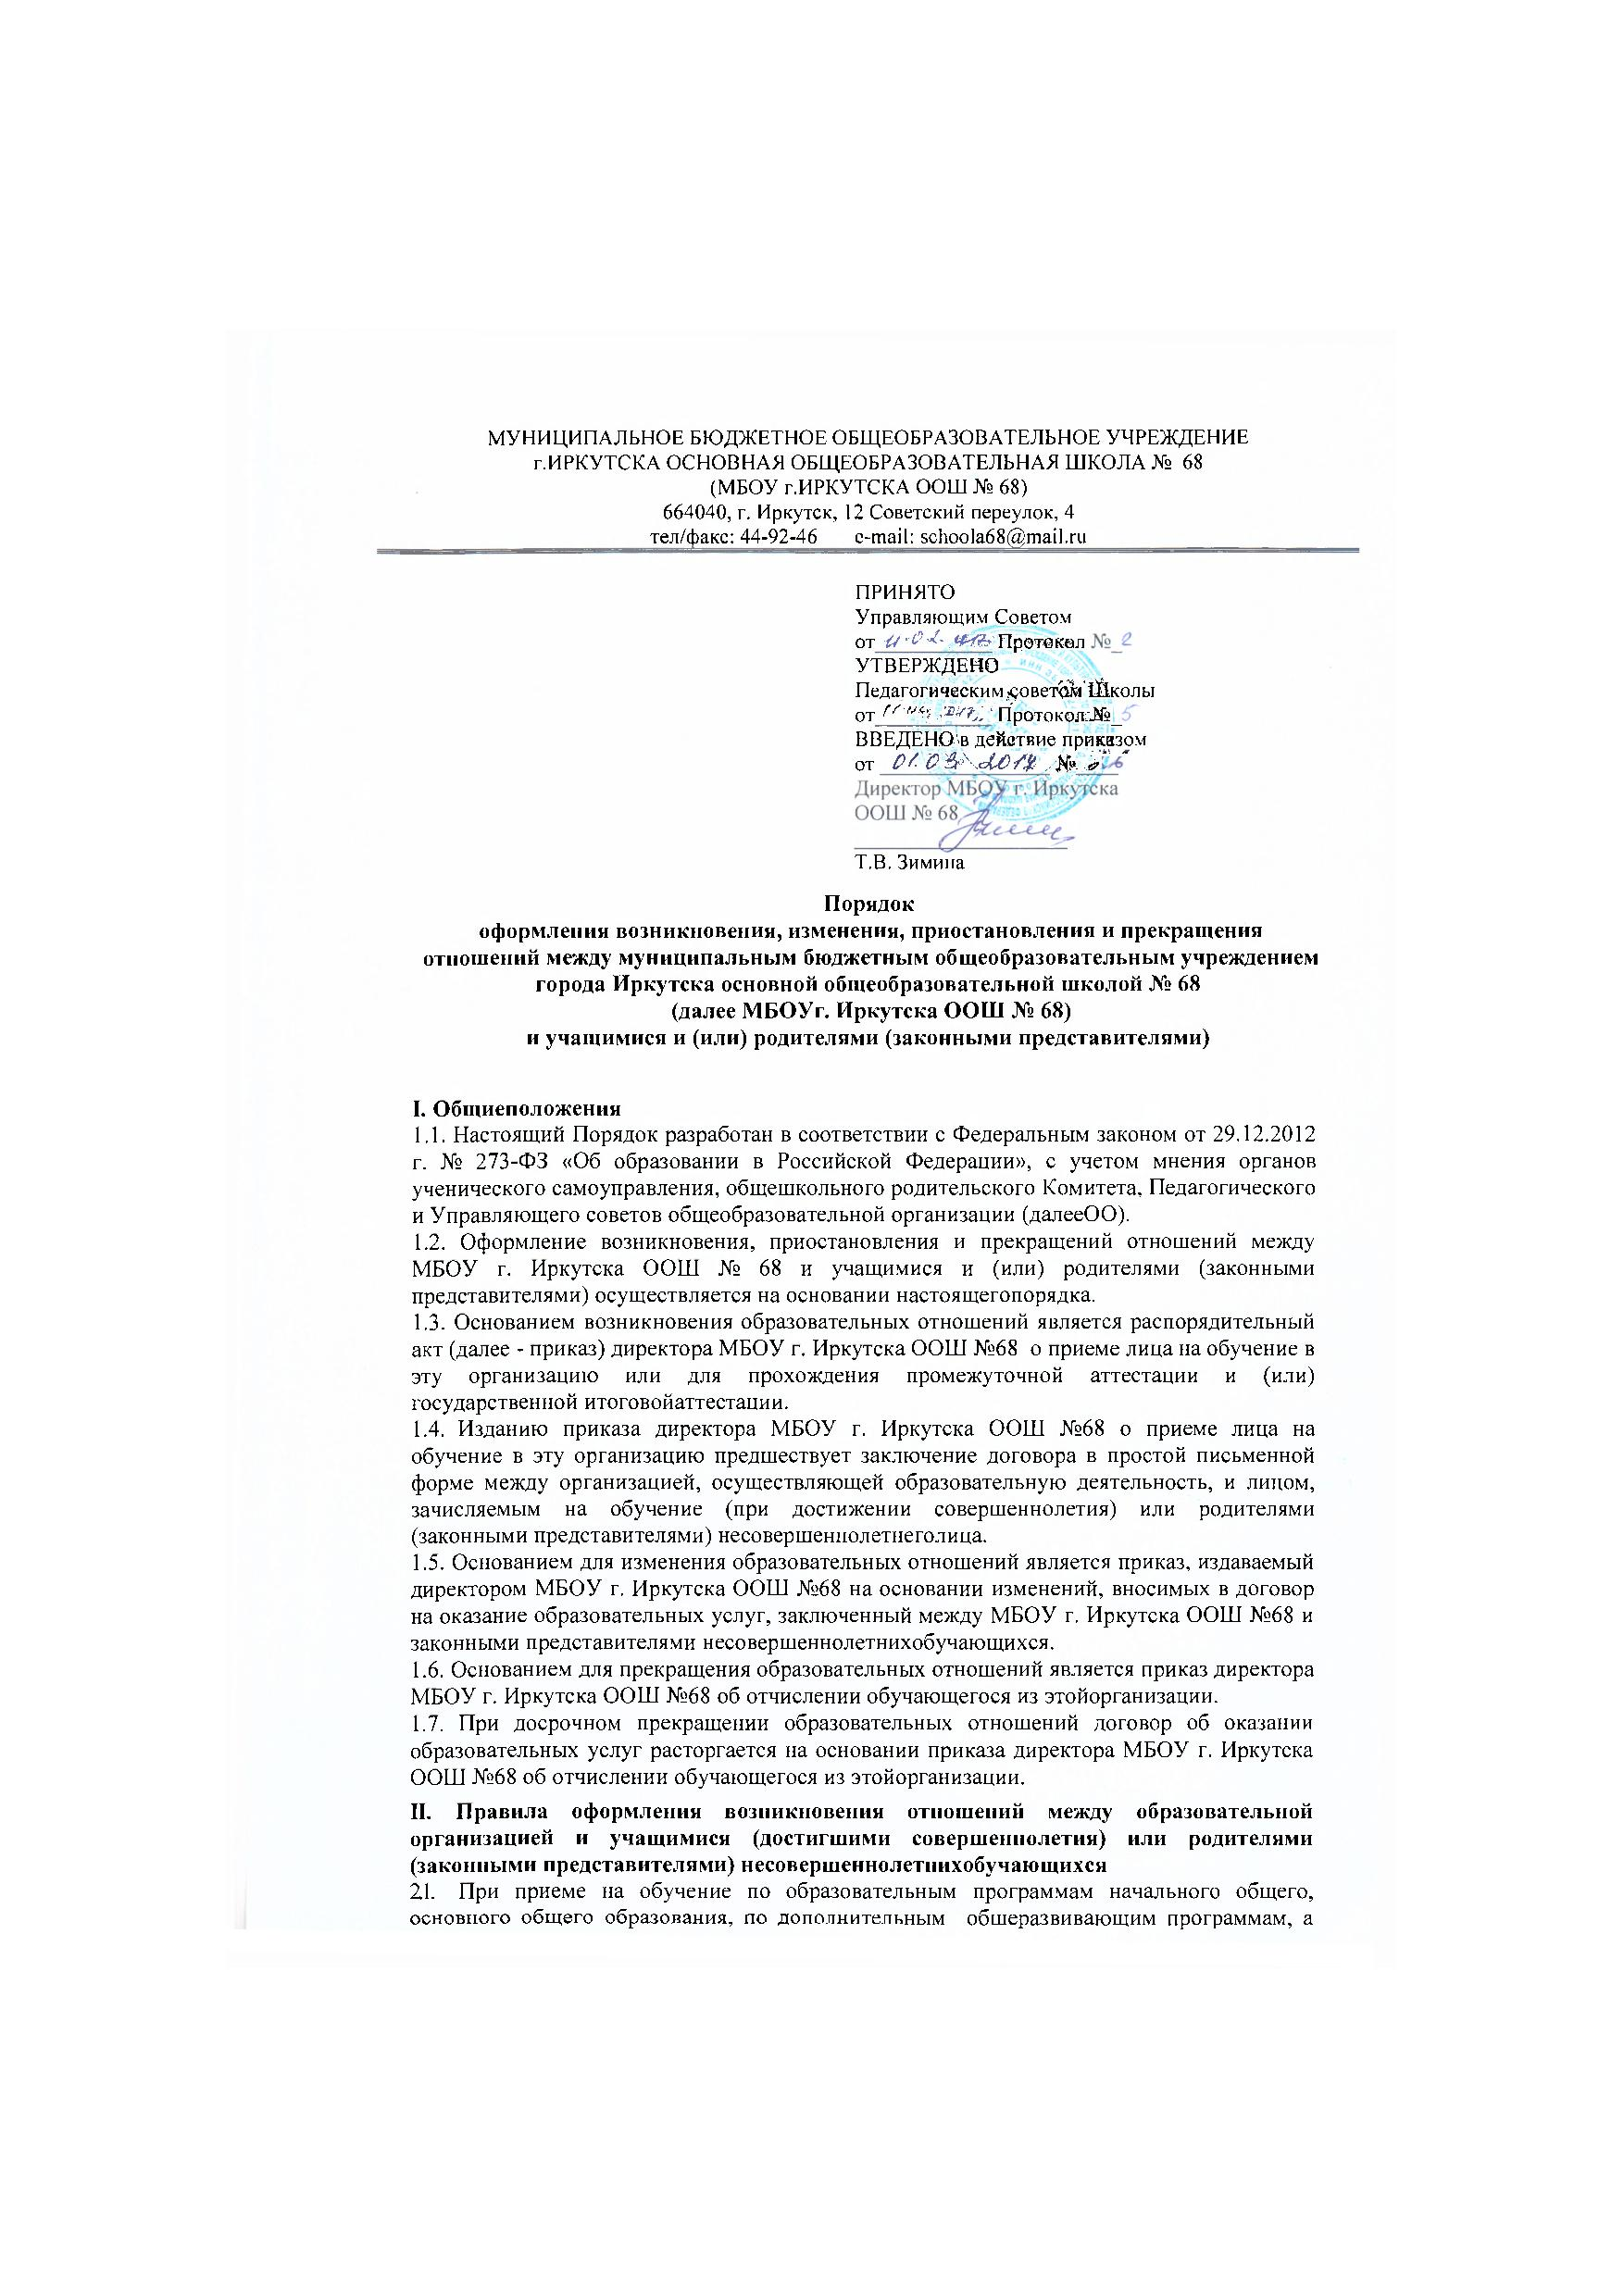 МУНИЦИПАЛЬНОЕ БЮДЖЕТНОЕ ОБЩЕОБРАЗОВАТЕЛЬНОЕ УЧРЕЖДЕНИЕ
г.ИРКУТСКА ОСНОВНАЯ ОБЩЕОБРАЗОВАТЕЛЬНАЯ ШКОЛА № 68
(МБОУ г.ИРКУТСКА ООШ № 68)
664040, г. Иркутск, 12 Советский переулок, 4
тел/факс: 44-92-46 e-mail: schoola68@mail.ru
ПРИНЯТО
Управляющим Советом
от Протокол № 2
УТВЕРЖДЕНО
Педагогическим советом Школы
от Протокол № 5
ВВЕДЕНО в действие приказом
от 01.03.2017 №
Директор МБОУ г. Иркутска
ООШ № 68
Т.В. Зимина
Порядок
оформления возникновения, изменения, приостановления и прекращения
отношений между муниципальным бюджетным общеобразовательным учреждением
города Иркутска основной общеобразовательной школой № 68
(далее МБОУг. Иркутска ООШ № 68)
и учащимися и (или) родителями (законными представителями)
I. Общиеположения
1.1. Настоящий Порядок разработан в соответствии с Федеральным законом от 29.12.2012
г. № 273-ФЗ «Об образовании в Российской Федерации», с учетом мнения органов
ученического самоуправления, общешкольного родительского Комитета, Педагогического
и Управляющего советов общеобразовательной организации (далееОО).
1.2. Оформление возникновения, приостановления и прекращений отношений между
МБОУ г. Иркутска ООШ № 68 и учащимися и (или) родителями (законными
представителями) осуществляется на основании настоящегопорядка.
1.3. Основанием возникновения образовательных отношений является распорядительный
акт (далее - приказ) директора МБОУ г. Иркутска ООШ №68 о приеме лица на обучение в
эту организацию или для прохождения промежуточной аттестации и (или)
государственной итоговойаттестации.
1.4. Изданию приказа директора МБОУ г. Иркутска ООШ №68 о приеме лица на
обучение в эту организацию предшествует заключение договора в простой письменной
форме между организацией, осуществляющей образовательную деятельность, и лицом,
зачисляемым на обучение (при достижении совершеннолетия) или родителями
(законными представителями) несовершеннолетнеголица.
1.5. Основанием для изменения образовательных отношений является приказ, издаваемый
директором МБОУ г. Иркутска ООШ №68 на основании изменений, вносимых в договор
на оказание образовательных услуг, заключенный между МБОУ г. Иркутска ООШ №68 и
законными представителями несовершеннолетнихобучающихся.
1.6. Основанием для прекращения образовательных отношений является приказ директора
МБОУ г. Иркутска ООШ №68 об отчислении обучающегося из этойорганизации.
1.7. При досрочном прекращении образовательных отношений договор об оказании
образовательных услуг расторгается на основании приказа директора МБОУ г. Иркутска
ООШ №68 об отчислении обучающегося из этойорганизации.
II. Правила оформления возникновения отношений между образовательной
организацией и учащимися (достигшими совершеннолетия) или родителями
(законными представителями) несовершеннолетнихобучающихся
2.1. При приеме на обучение по образовательным программам начального общего,
основного общего образования, по дополнительным общеразвивающим программам, а